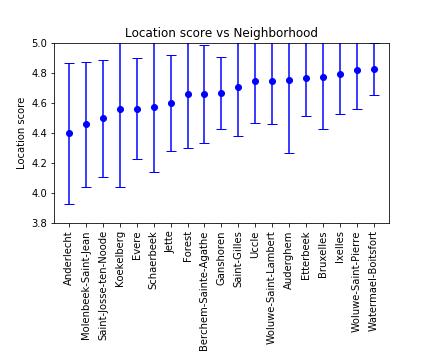 Location score vs Neighborhood
Location score
5.0
4.8
4.6
4.4
4.2
4.0
3.8
Anderlecht
Molenbeek-Saint-Jean
Saint-Josse-ten-Noode
Koekelberg
Evere
Schaerbeek
Jette
Forest
Berchem-Sainte-Agathe
Ganshoren
Saint-Gilles
Uccle
Woluwe-Saint-Lambert
Auderghem
Etterbeek
Bruxelles
Ixelles
Woluwe-Saint-Pierre
Watermael-Boitsfort